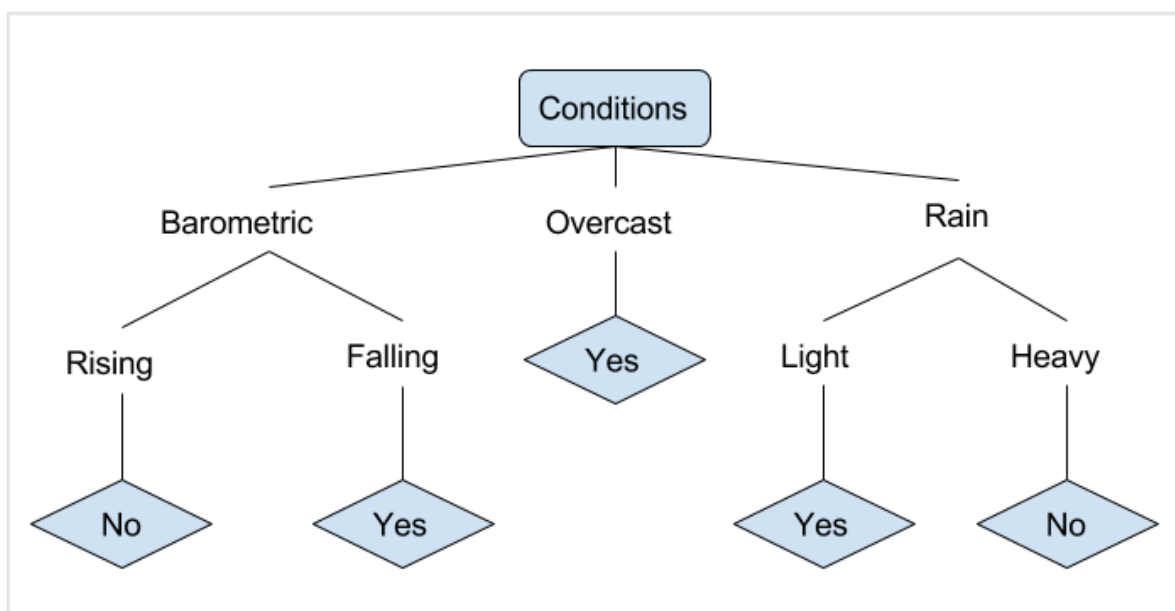 Conditions
Barometric
Overcast
Rain
Rising
Falling
Yes
Light
Heavy
No
Yes
Yes
No